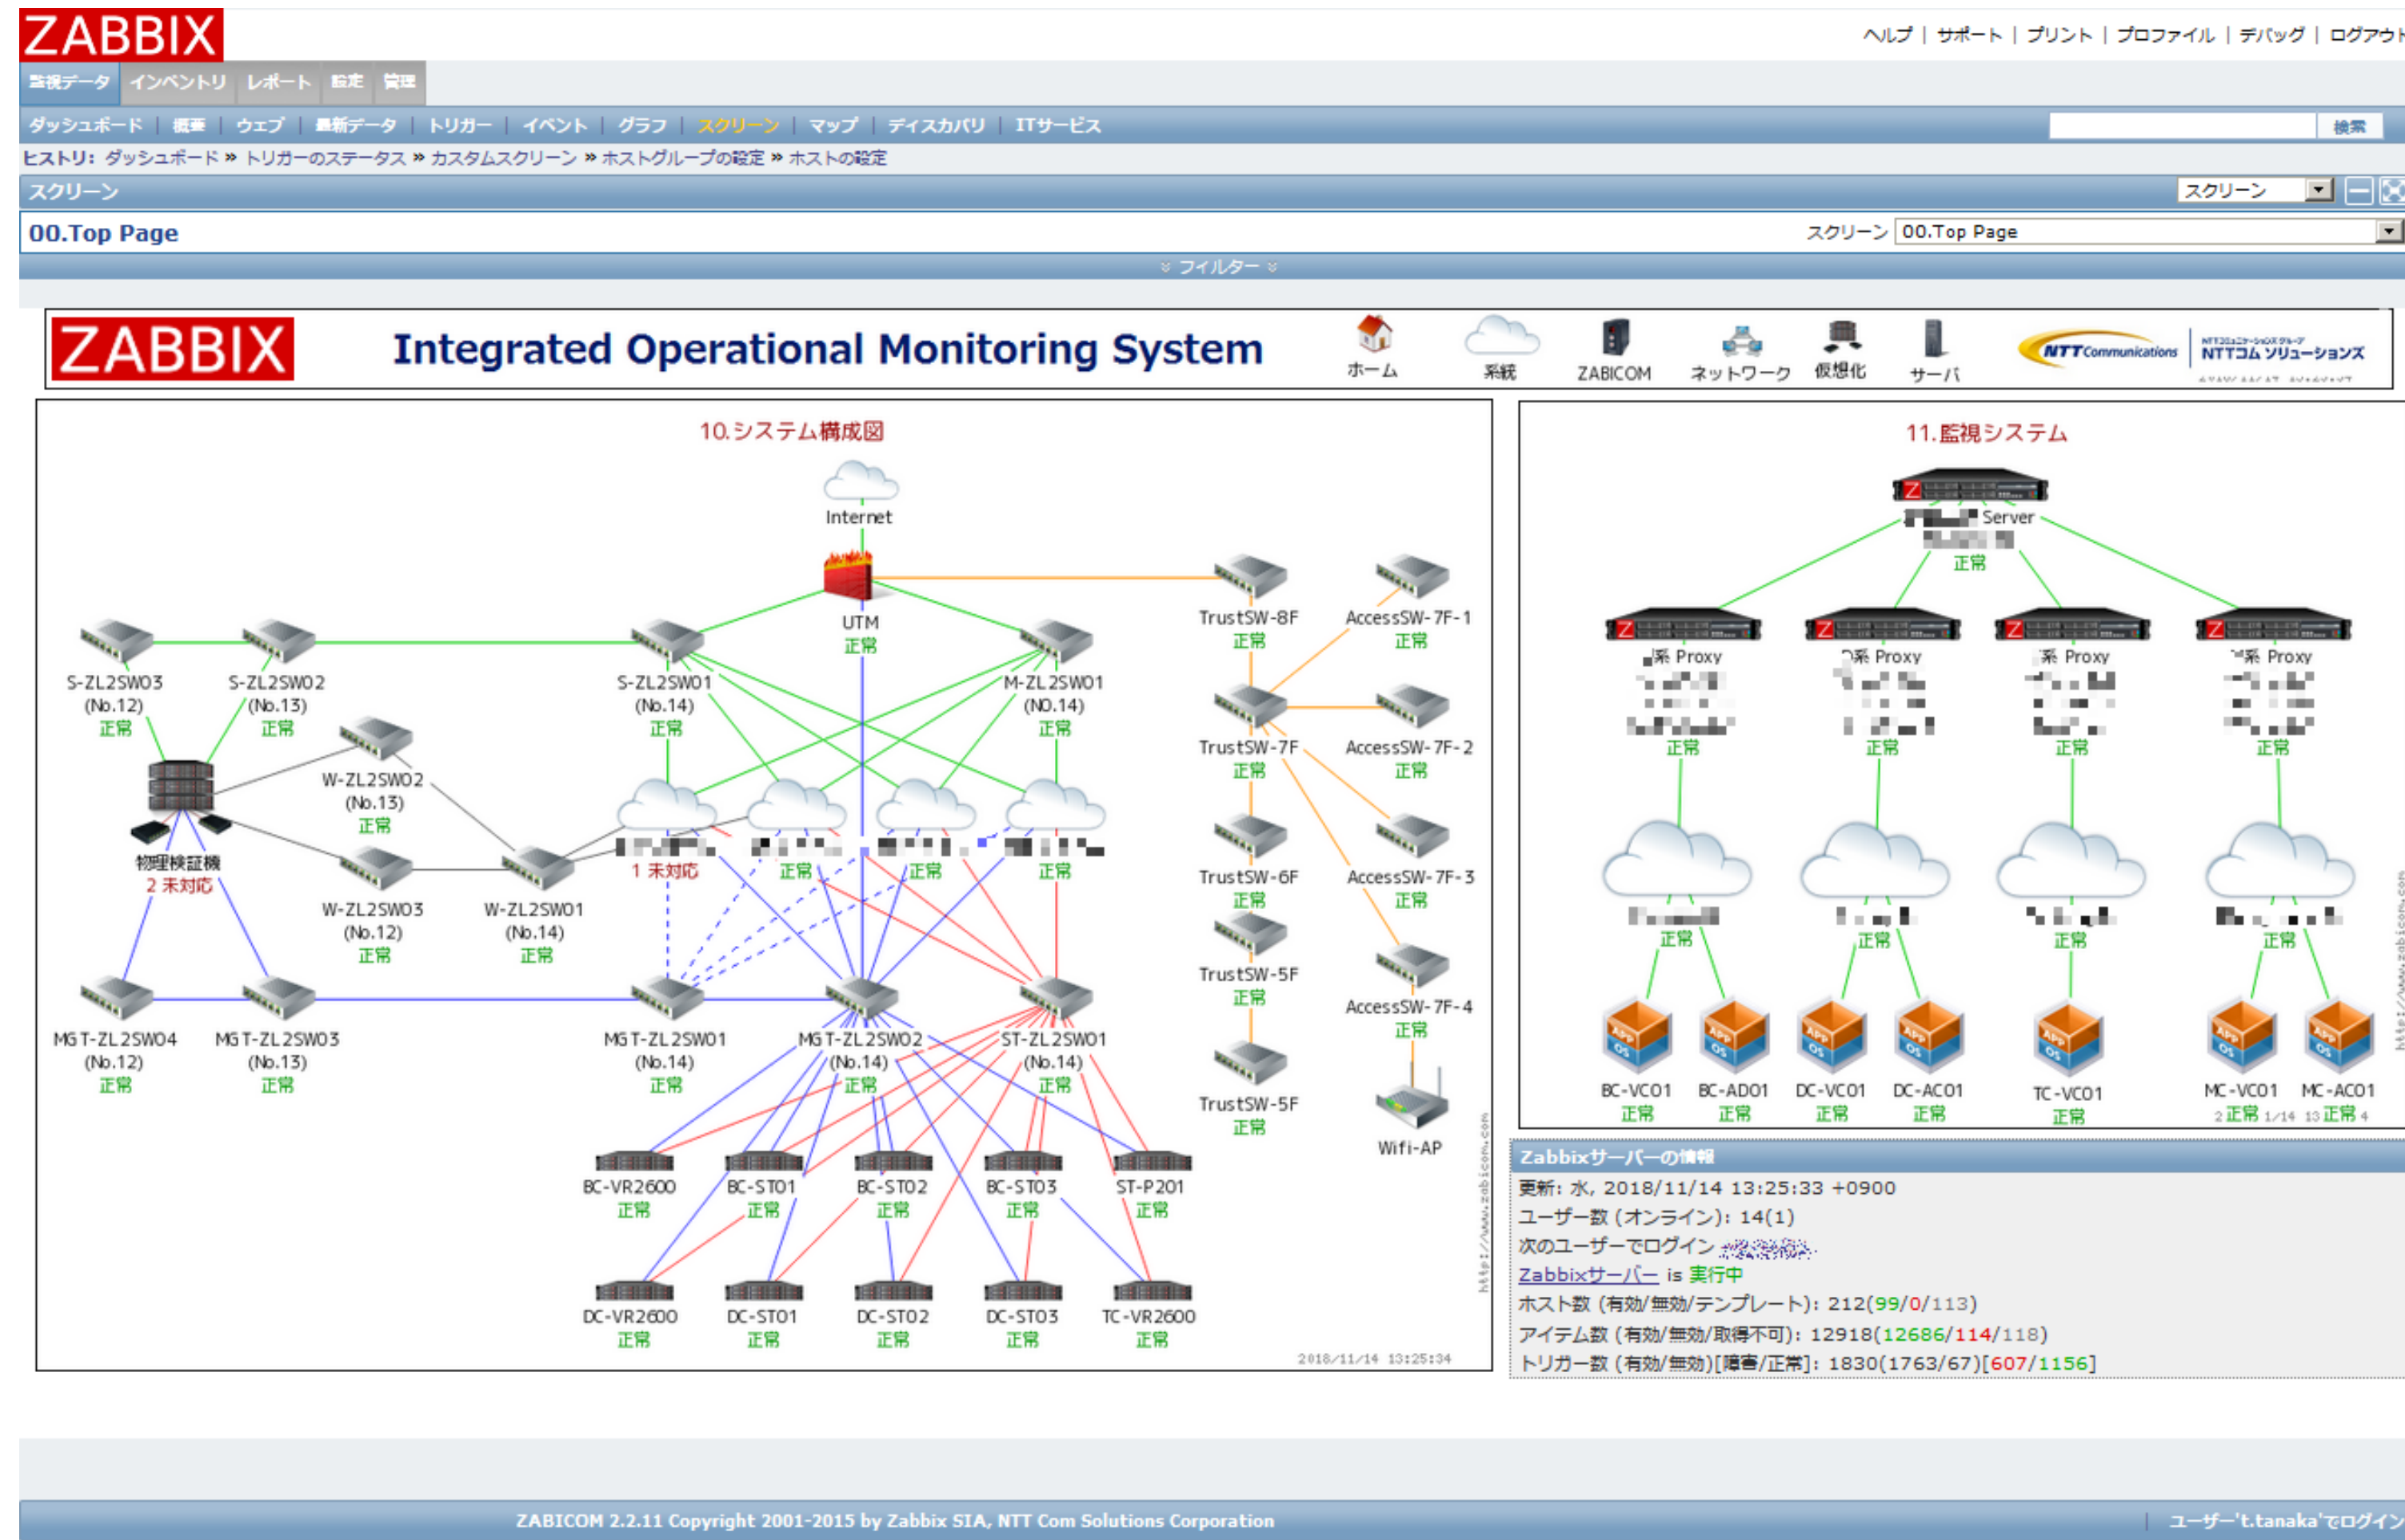 ZABBIX
ヘルプ | サポート | プリント | プロファイル | デバッグ | ログアウト
監視データ インベントリ レポート 設定 管理
ダッシュボード | 概要 | ウェブ | 最新データ | トリガー | イベント | グラフ | スクリーン | マップ | ディスカバリ | ITサービス
検索
ヒストリ: ダッシュボード » トリガーのステータス » カスタムスクリーン » ホストグループの設定 » ホストの設定
スクリーン
スクリーン
00.Top Page
スクリーン 00.Top Page
フィルター
ZABBIX Integrated Operational Monitoring System
ホーム 系統 ZABICOM ネットワーク 仮想化 サーバ
NTT Communications
NTTコミュニケーションズ グループ
NTTコム ソリューションズ
10.システム構成図
Internet
UTM
正常
S-ZL2SW03
(No.12)
正常
S-ZL2SW02
(No.13)
正常
S-ZL2SW01
(No.14)
正常
M-ZL2SW01
(NO.14)
正常
W-ZL2SW02
(No.13)
正常
物理検証機
2 未対応
W-ZL2SW03
(No.12)
正常
W-ZL2SW01
(No.14)
正常
1 未対応
正常
正常
正常
MGT-ZL2SW04
(No.12)
正常
MGT-ZL2SW03
(No.13)
正常
MGT-ZL2SW01
(No.14)
正常
MGT-ZL2SW02
(No.14)
正常
ST-ZL2SW01
(No.14)
正常
BC-VR2600
正常
BC-ST01
正常
BC-ST02
正常
BC-ST03
正常
ST-P201
正常
DC-VR2600
正常
DC-ST01
正常
DC-ST02
正常
DC-ST03
正常
TC-VR2600
正常
TrustSW-8F
正常
TrustSW-7F
正常
TrustSW-6F
正常
TrustSW-5F
正常
TrustSW-5F
正常
AccessSW-7F-1
正常
AccessSW-7F-2
正常
AccessSW-7F-3
正常
AccessSW-7F-4
正常
Wifi-AP
http://www.zabicom.com
2018/11/14 13:25:34
11.監視システム
Server
正常
系 Proxy
正常
系 Proxy
正常
系 Proxy
正常
系 Proxy
正常
正常
正常
正常
正常
BC-VC01
正常
BC-AD01
正常
DC-VC01
正常
DC-AC01
正常
TC-VC01
正常
MC-VC01
正常
MC-AC01
正常
http://www.zabicom.com
Zabbixサーバーの情報
更新: 水, 2018/11/14 13:25:33 +0900
ユーザー数 (オンライン): 14(1)
次のユーザーでログイン
Zabbixサーバー is 実行中
ホスト数 (有効/無効/テンプレート): 212(99/0/113)
アイテム数 (有効/無効/取得不可): 12918(12686/114/118)
トリガー数 (有効/無効)[障害/正常]: 1830(1763/67)[607/1156]
ZABICOM 2.2.11 Copyright 2001-2015 by Zabbix SIA, NTT Com Solutions Corporation
ユーザー't.tanaka'でログイン